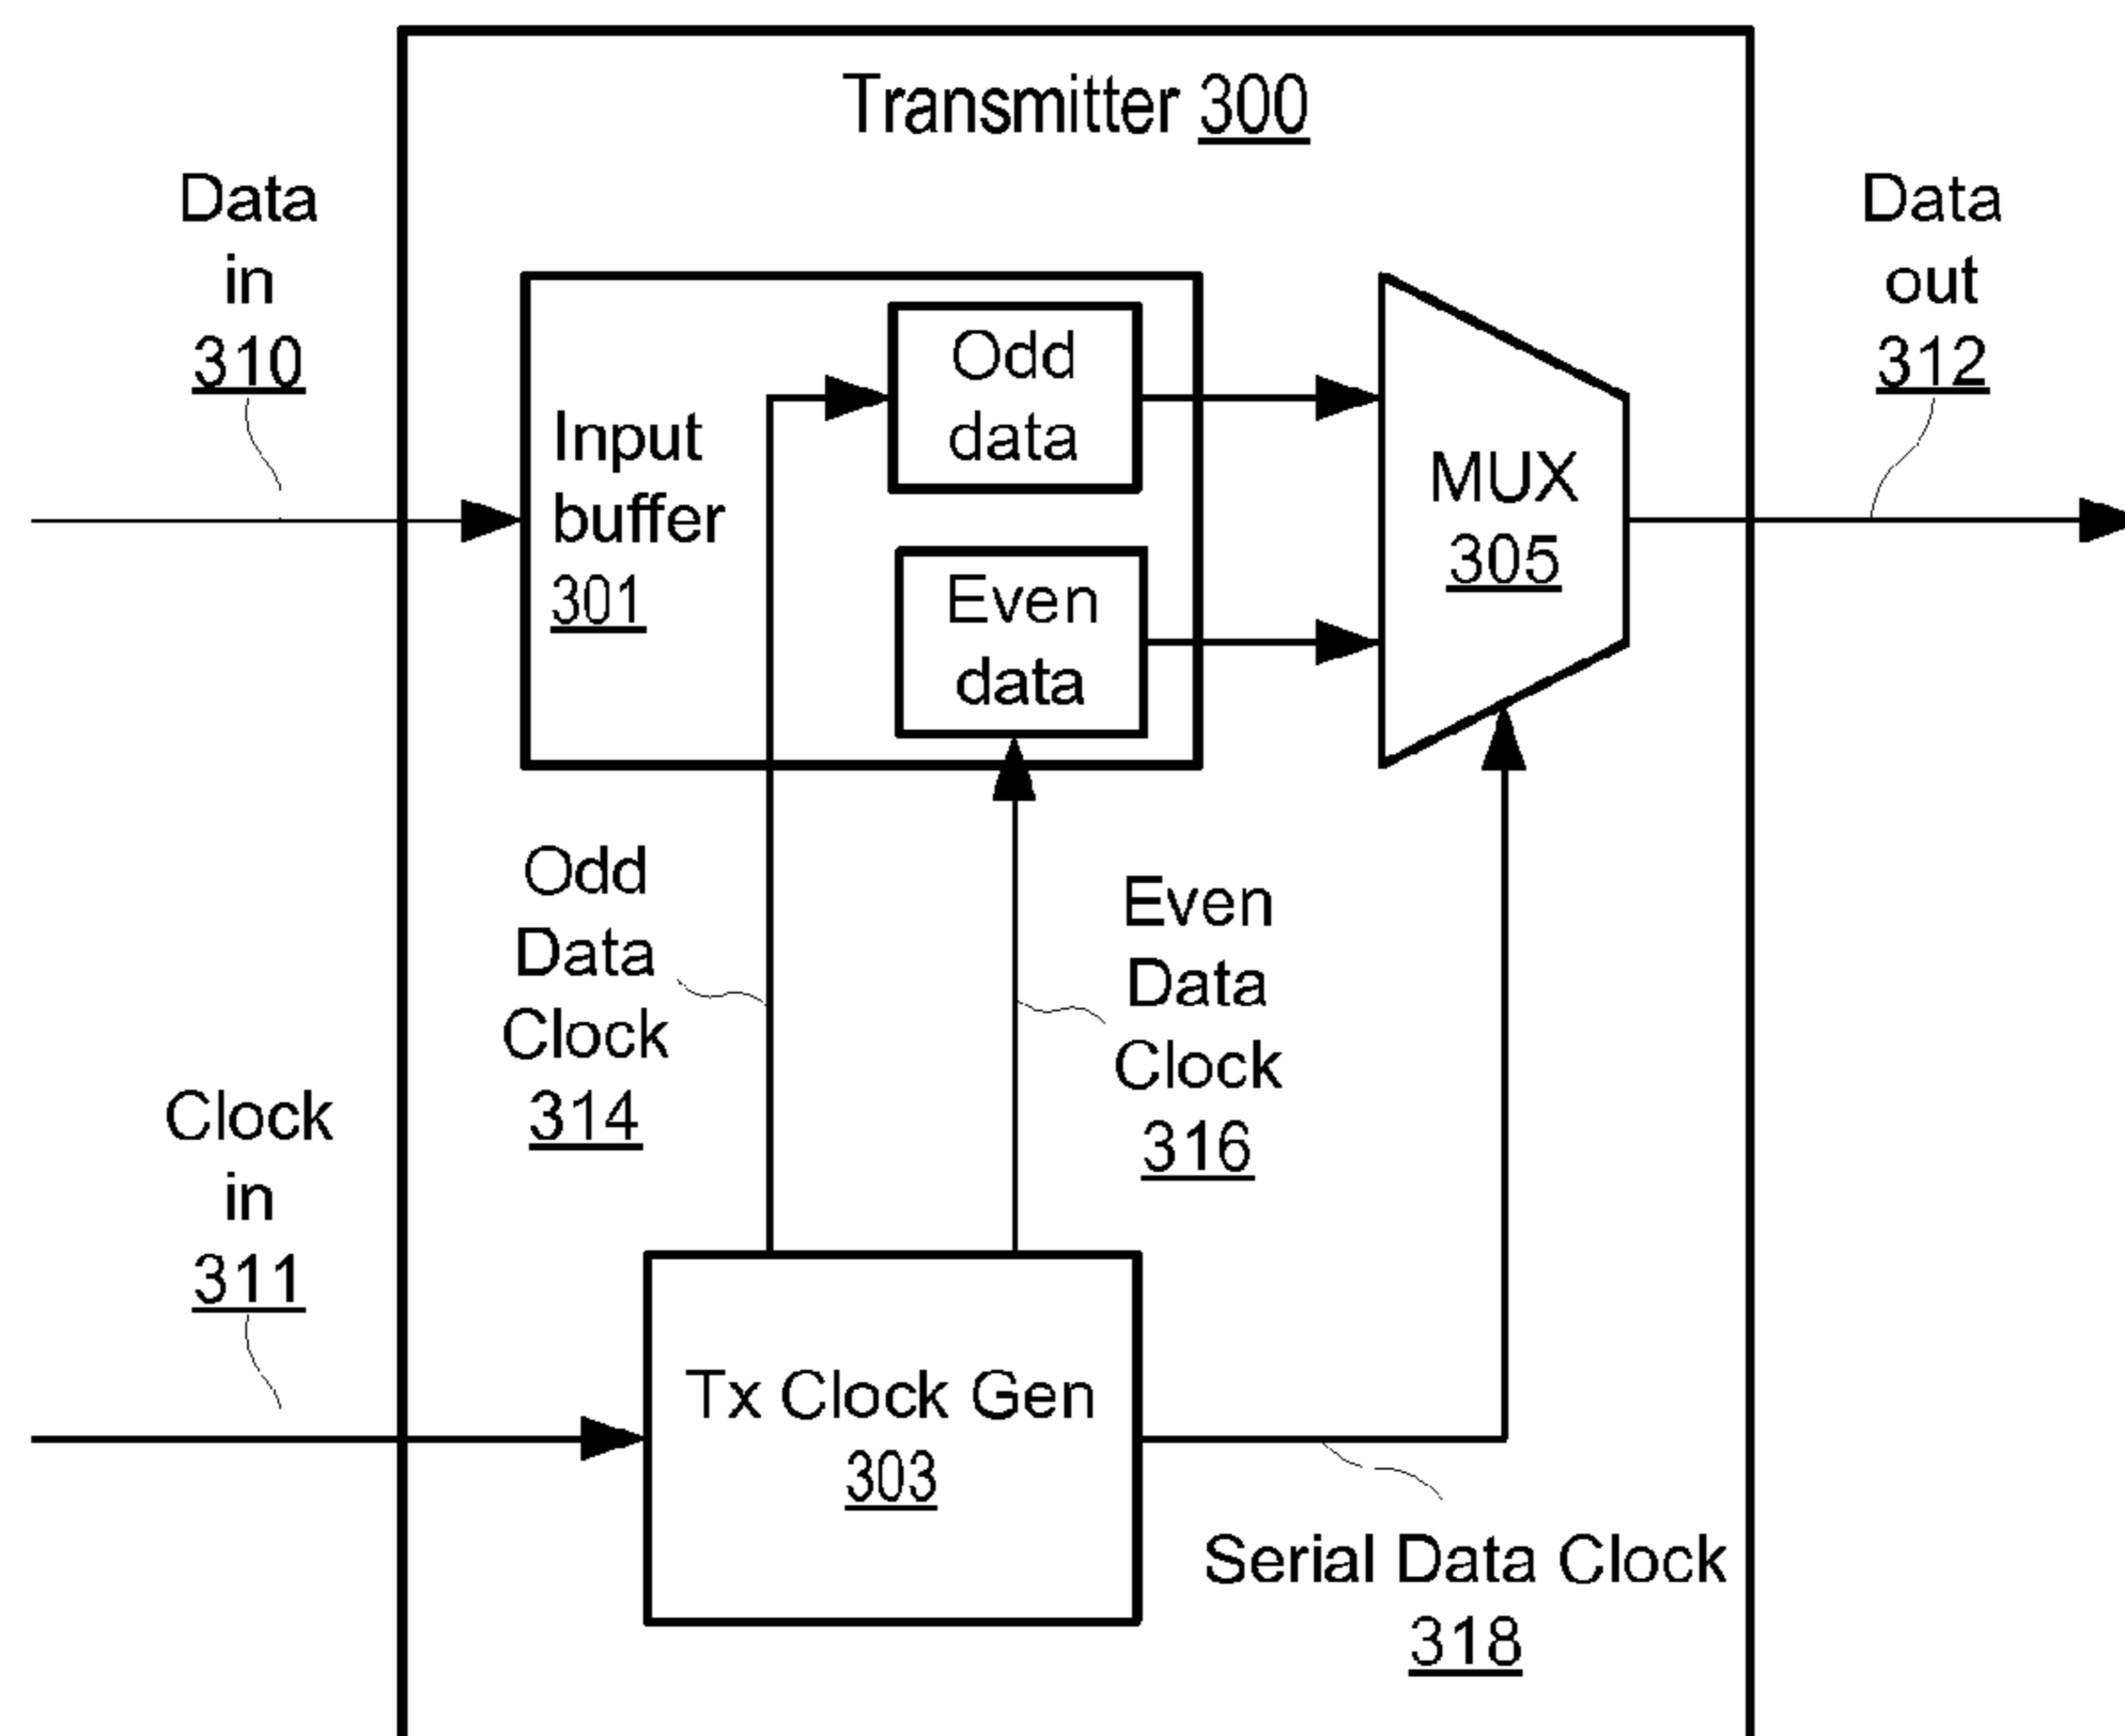 Transmitter 300
Data
in
310
Data
out
312
Input
buffer
301
Odd
data
Even
data
MUX
305
Odd
Data
Clock
314
Even
Data
Clock
316
Clock
in
311
Tx Clock Gen
303
Serial Data Clock
318